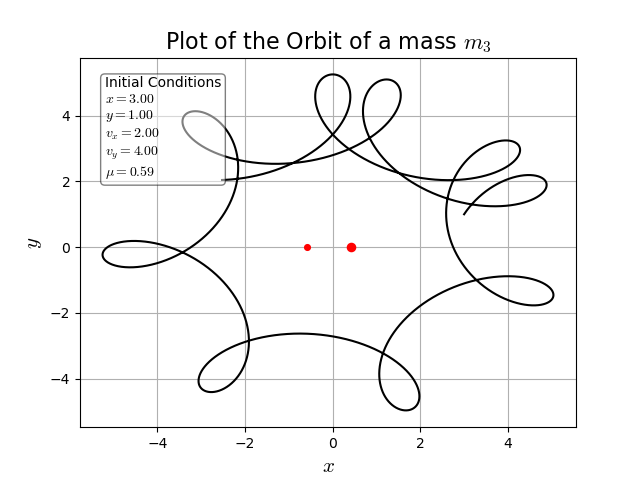 Plot of the Orbit of a mass m₃
Initial Conditions
x = 3.00
y = 1.00
vₓ = 2.00
v_y = 4.00
μ = 0.59
4
2
0
−2
−4
y
−4 −2 0 2 4
x